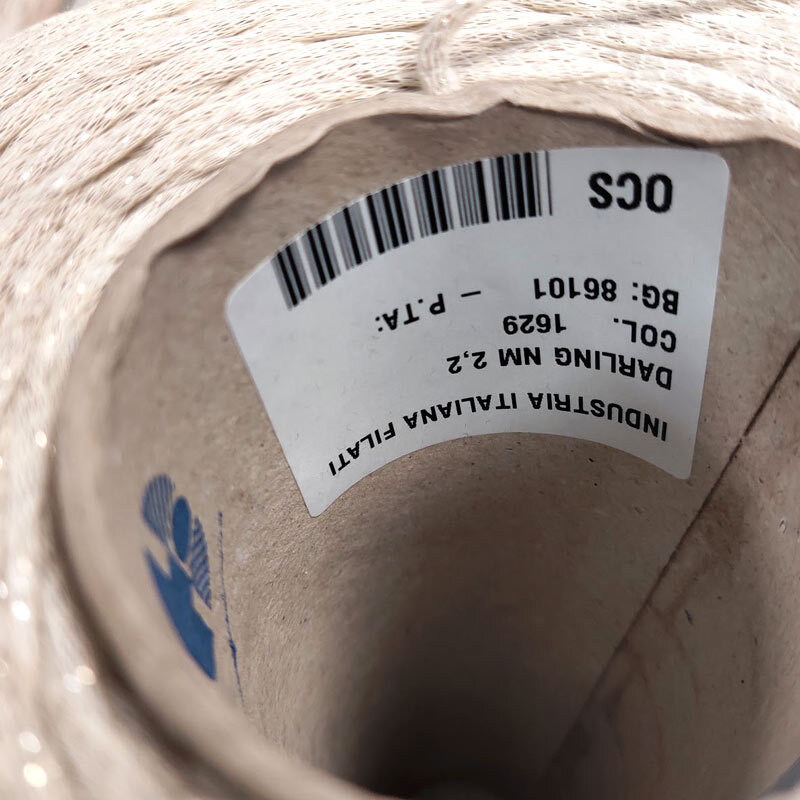 INDUSTRIA ITALIANA FILATI
DARLING NM 2,2
COL. 1629
BG: 86101 – P.TA:
OCS